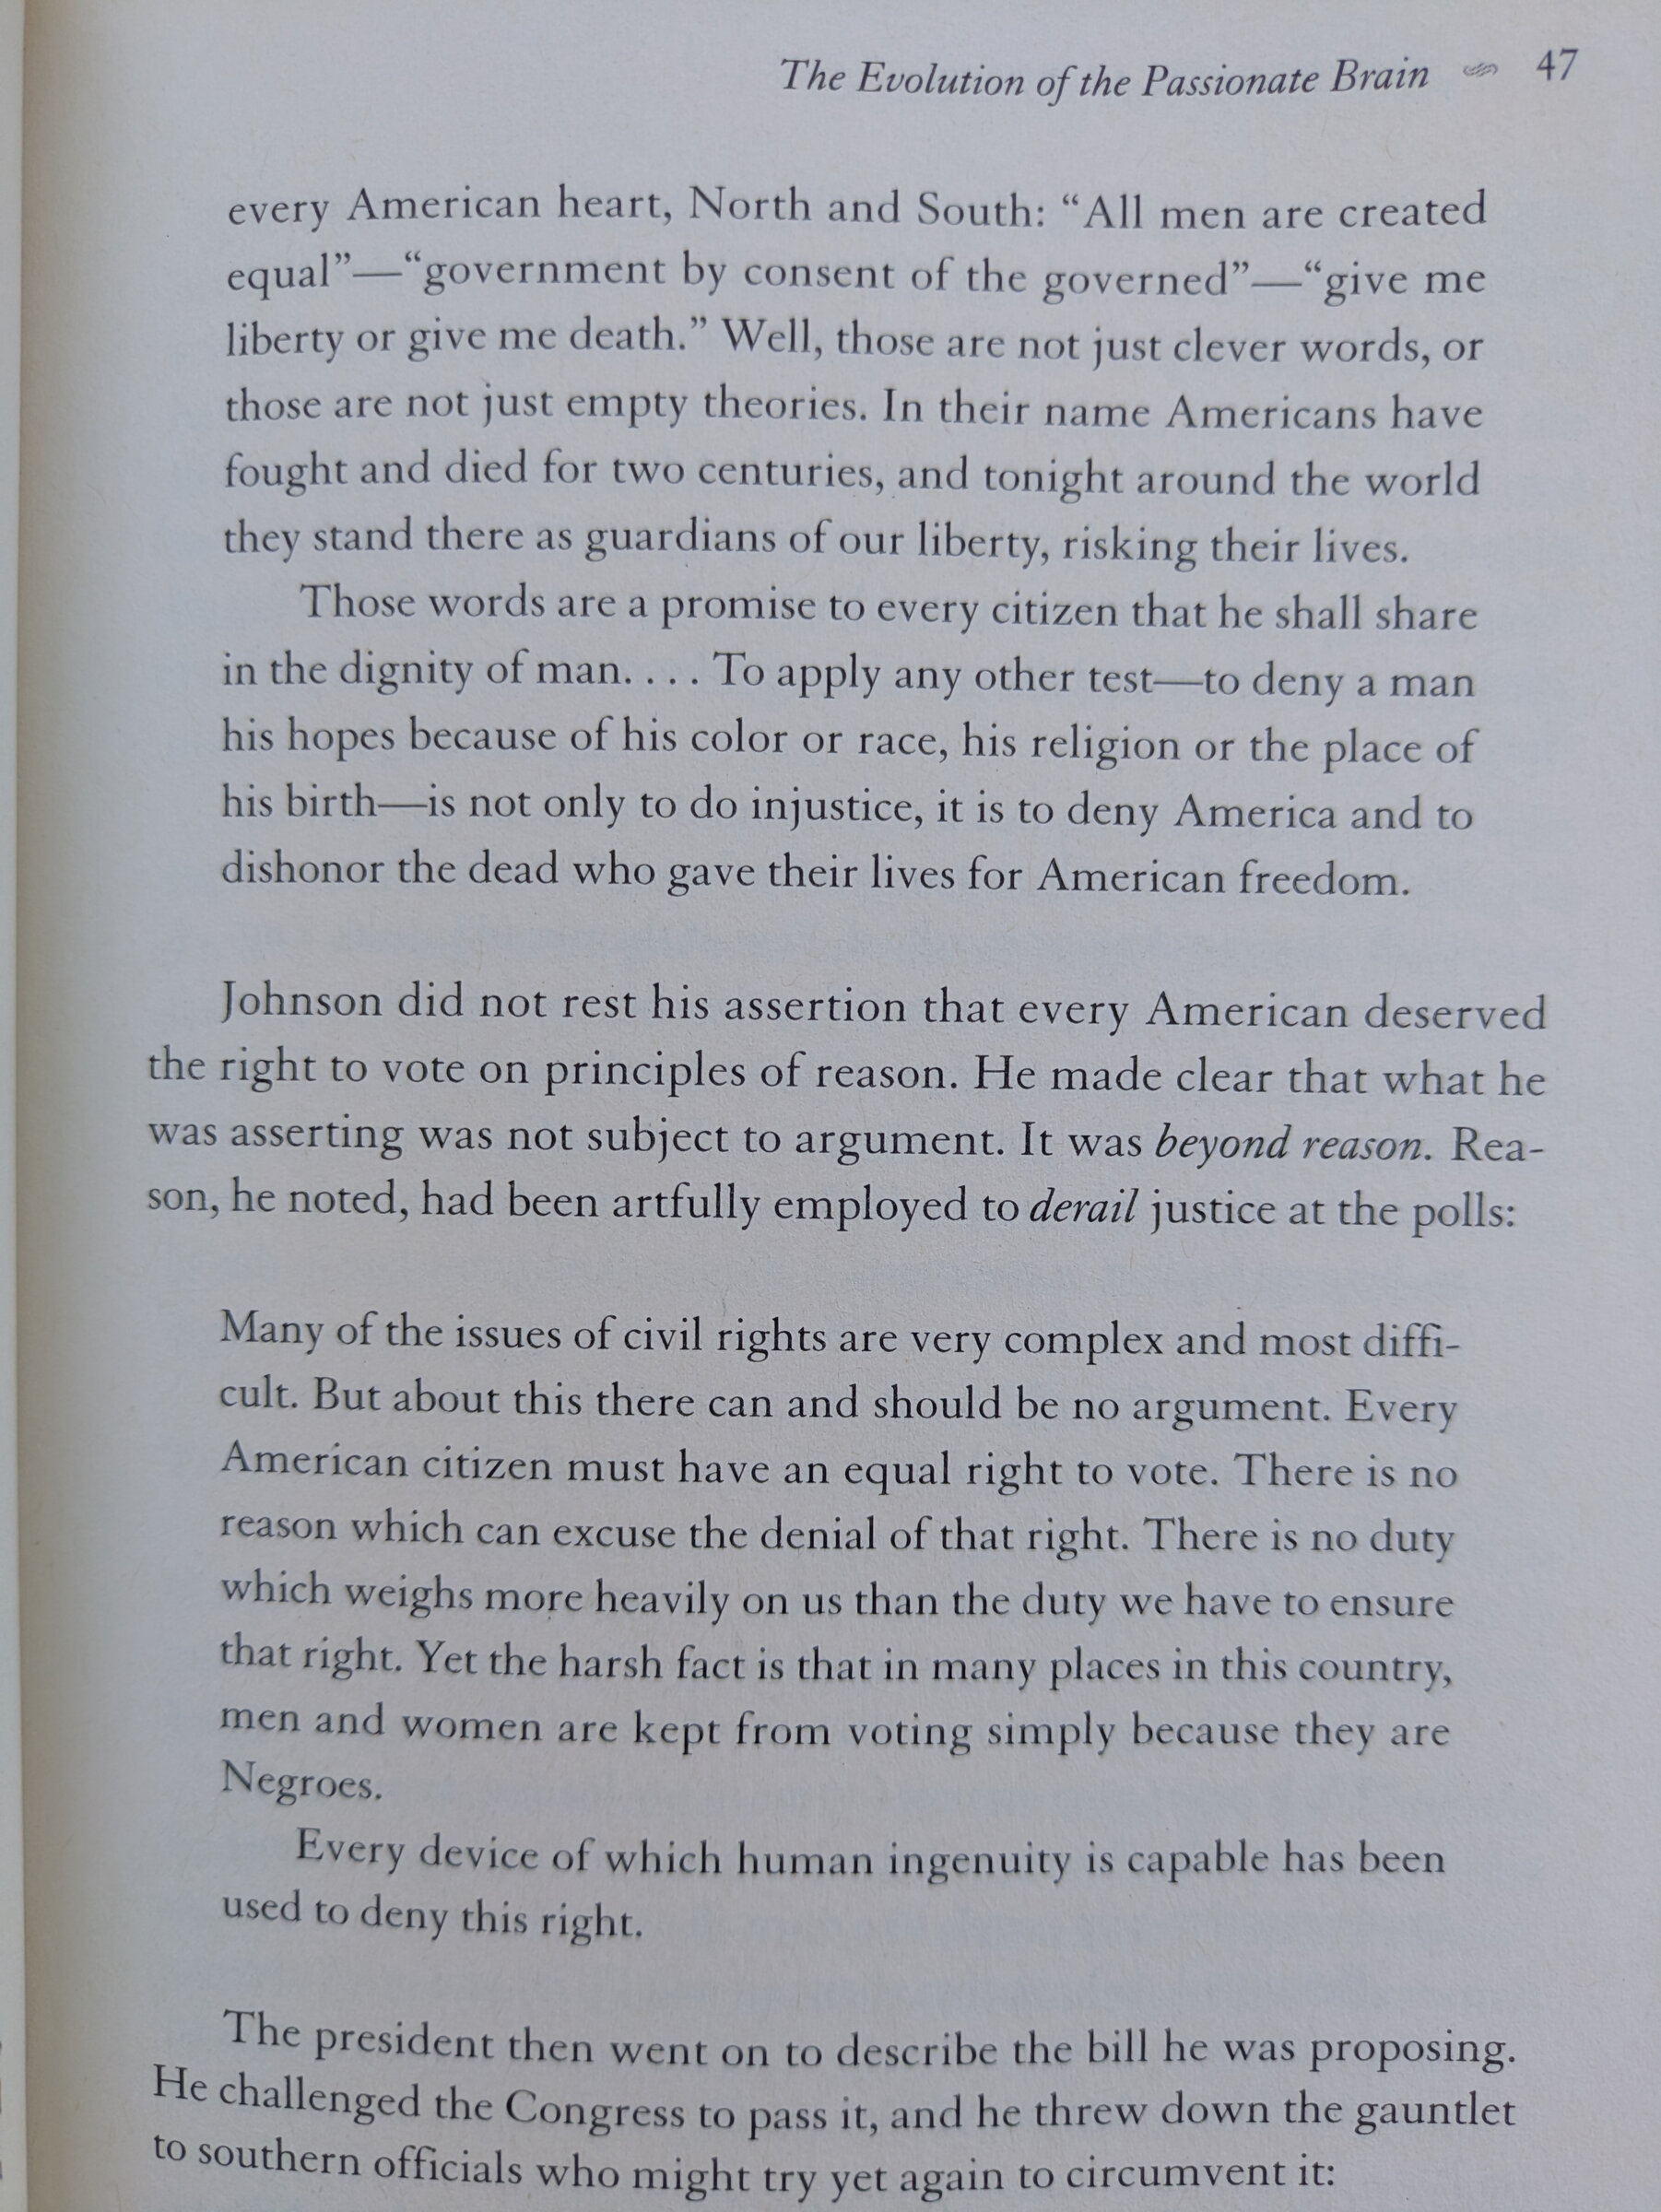 The Evolution of the Passionate Brain 47
every American heart, North and South: “All men are created
equal”—“government by consent of the governed”—“give me
liberty or give me death.” Well, those are not just clever words, or
those are not just empty theories. In their name Americans have
fought and died for two centuries, and tonight around the world
they stand there as guardians of our liberty, risking their lives.
Those words are a promise to every citizen that he shall share
in the dignity of man. . . . To apply any other test—to deny a man
his hopes because of his color or race, his religion or the place of
his birth—is not only to do injustice, it is to deny America and to
dishonor the dead who gave their lives for American freedom.
Johnson did not rest his assertion that every American deserved
the right to vote on principles of reason. He made clear that what he
was asserting was not subject to argument. It was beyond reason. Rea-
son, he noted, had been artfully employed to derail justice at the polls:
Many of the issues of civil rights are very complex and most diffi-
cult. But about this there can and should be no argument. Every
American citizen must have an equal right to vote. There is no
reason which can excuse the denial of that right. There is no duty
which weighs more heavily on us than the duty we have to ensure
that right. Yet the harsh fact is that in many places in this country,
men and women are kept from voting simply because they are
Negroes.
Every device of which human ingenuity is capable has been
used to deny this right.
The president then went on to describe the bill he was proposing.
He challenged the Congress to pass it, and he threw down the gauntlet
to southern officials who might try yet again to circumvent it: